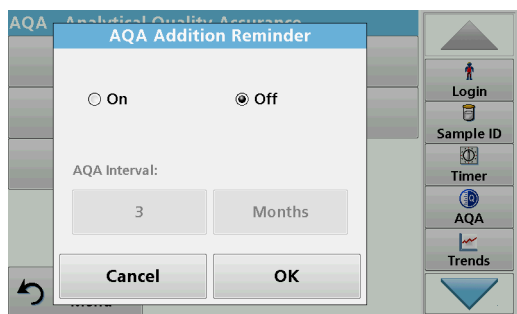 AQA Analytical Quality Assurance
AQA Addition Reminder
On
Off
AQA Interval:
3
Months
Cancel
OK
Menu
Login
Sample ID
Timer
AQA
Trends